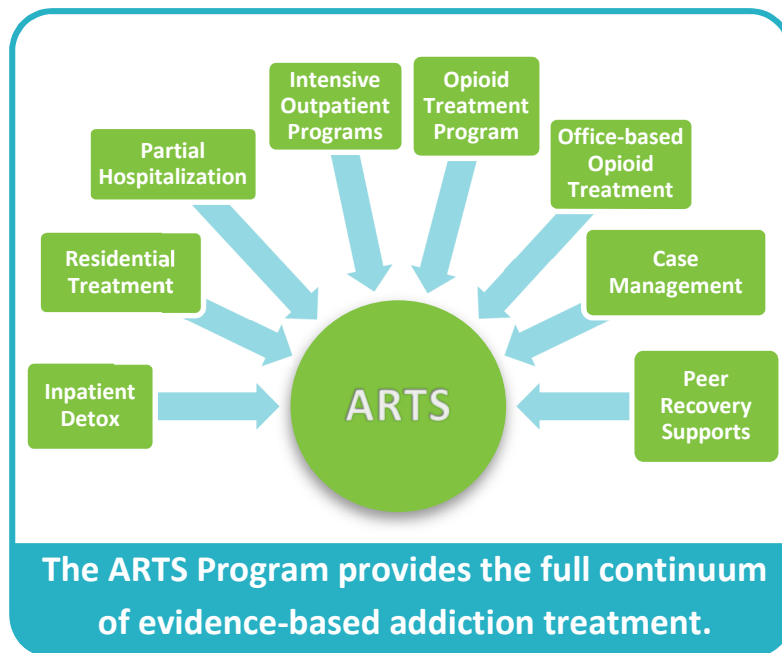 Inpatient
Detox
Residential
Treatment
Partial
Hospitalization
Intensive
Outpatient
Programs
Opioid
Treatment
Program
Office-based
Opioid
Treatment
Case
Management
Peer
Recovery
Supports
ARTS
The ARTS Program provides the full continuum
of evidence-based addiction treatment.